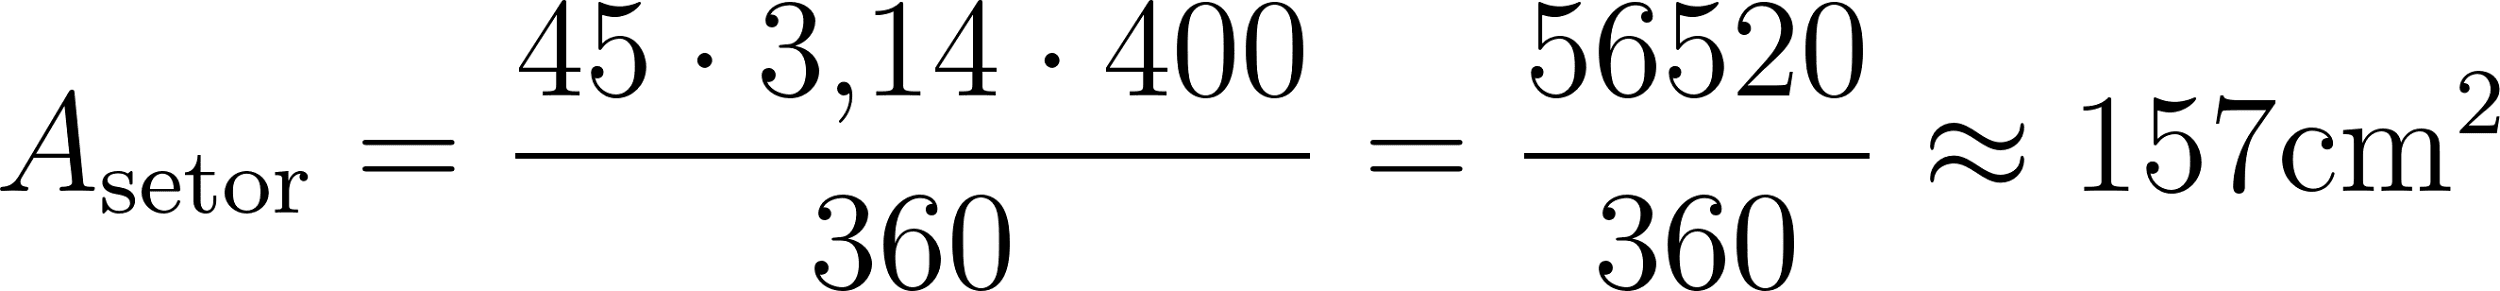 A_setor = 45 · 3,14 · 400 / 360 = 56520 / 360 ≈ 157cm²